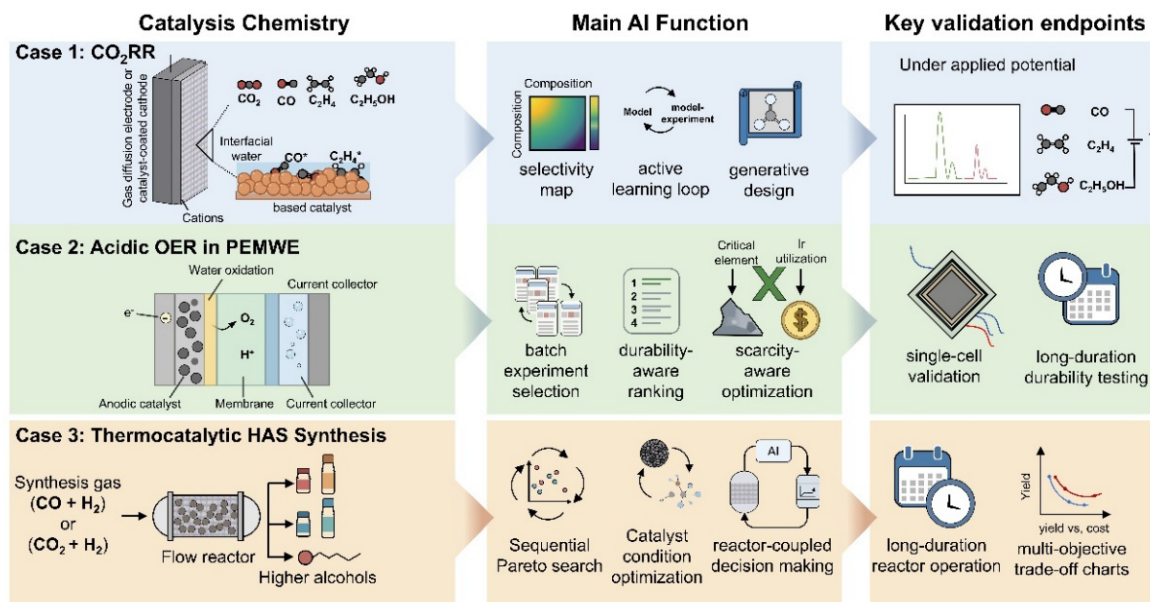 Catalysis Chemistry
Main AI Function
Key validation endpoints
Case 1: CO₂RR
Gas diffusion electrode or
catalyst-coated cathode
CO₂
CO
C₂H₄
C₂H₅OH
Interfacial
water
CO*
C₂H₄*
based catalyst
Cations
Composition
Composition
selectivity
map
Model
model-
experiment
active
learning loop
generative
design
Under applied potential
CO
C₂H₄
C₂H₅OH
Case 2: Acidic OER in PEMWE
Water oxidation
Current collector
e⁻
O₂
H⁺
Anodic catalyst
Membrane
Current collector
batch
experiment
selection
1
2
3
4
durability-
aware
ranking
Critical
element
Ir
utilization
X
$
scarcity-
aware
optimization
single-cell
validation
long-duration
durability testing
Case 3: Thermocatalytic HAS Synthesis
Synthesis gas
(CO + H₂)
or
(CO₂ + H₂)
Flow reactor
Higher alcohols
Sequential
Pareto search
Catalyst
condition
optimization
AI
reactor-coupled
decision making
long-duration
reactor operation
Yield
yield vs, cost
multi-objective
trade-off charts